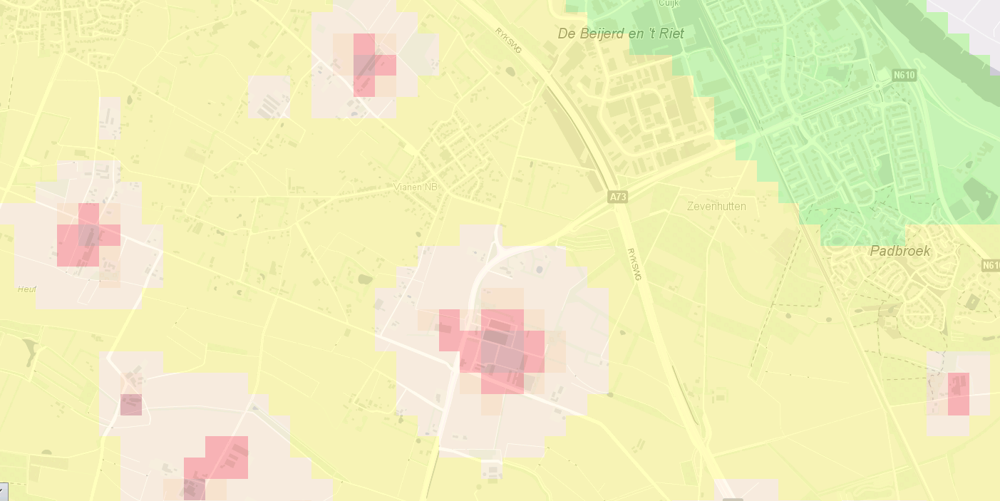 Cuijk
RYKSWG
De Beijerd en 't Riet
N610
Vianen NB
A73
Zevenhutten
RYKSWG
Padbroek
N610
Heuf